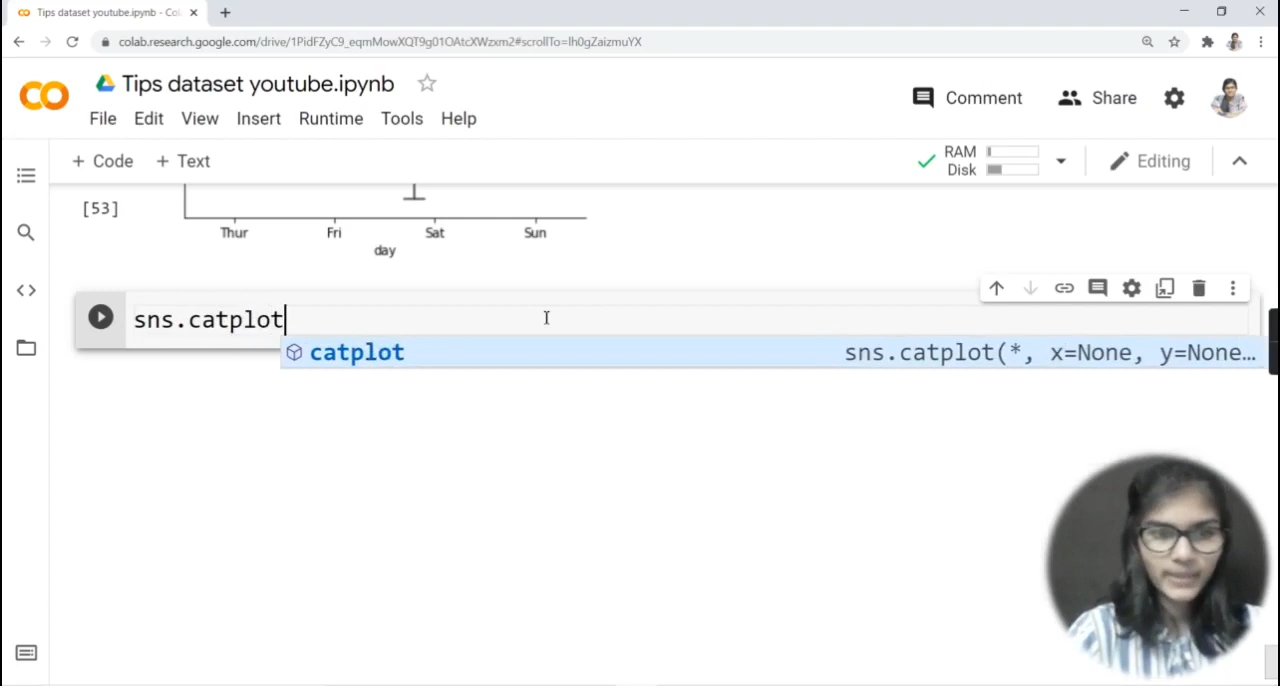 Tips dataset youtube.ipynb - Col
colab.research.google.com/drive/1PidFZyC9_eqmMowXQT9g01OAtcXWzxm2#scrollTo=lh0gZaizmuYX
Tips dataset youtube.ipynb
Comment
Share
File Edit View Insert Runtime Tools Help
+ Code + Text
RAM
Disk
Editing
[53]
Thur Fri Sat Sun
day
sns.catplot
catplot sns.catplot(*, x=None, y=None…